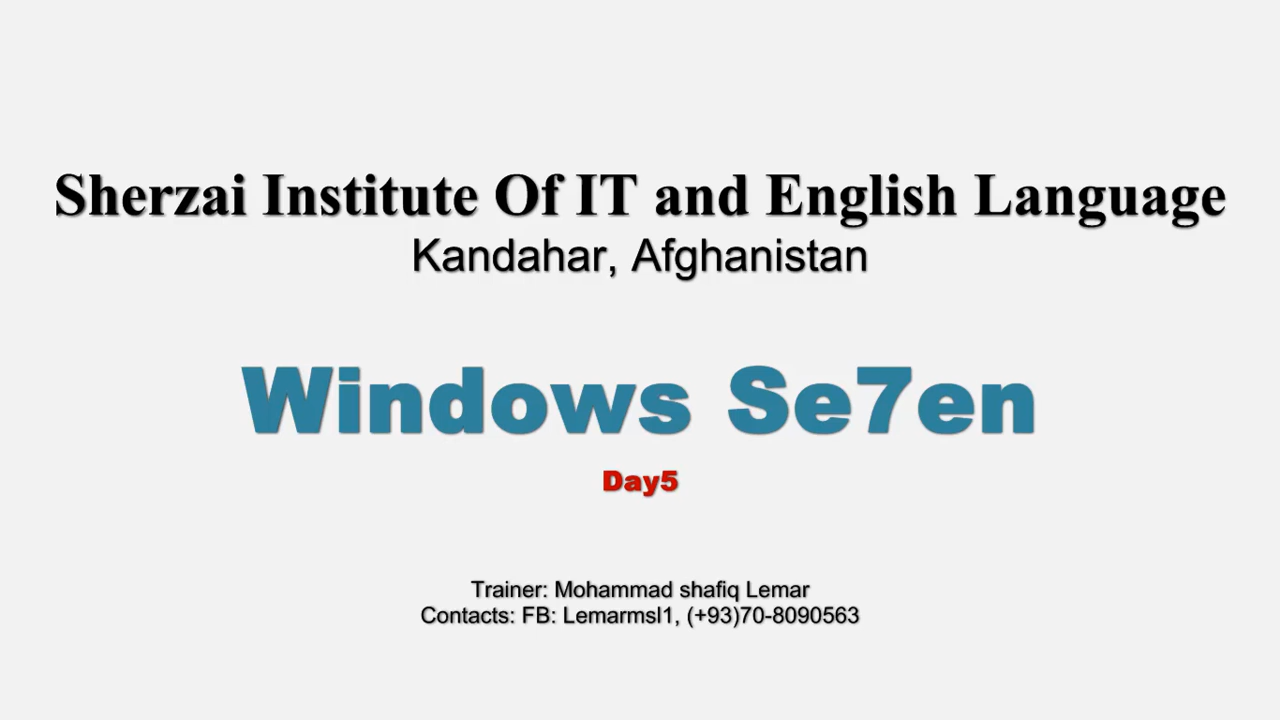 Sherzai Institute Of IT and English Language
Kandahar, Afghanistan
Windows Se7en
Day5
Trainer: Mohammad shafiq Lemar
Contacts: FB: Lemarmsl1, (+93)70-8090563